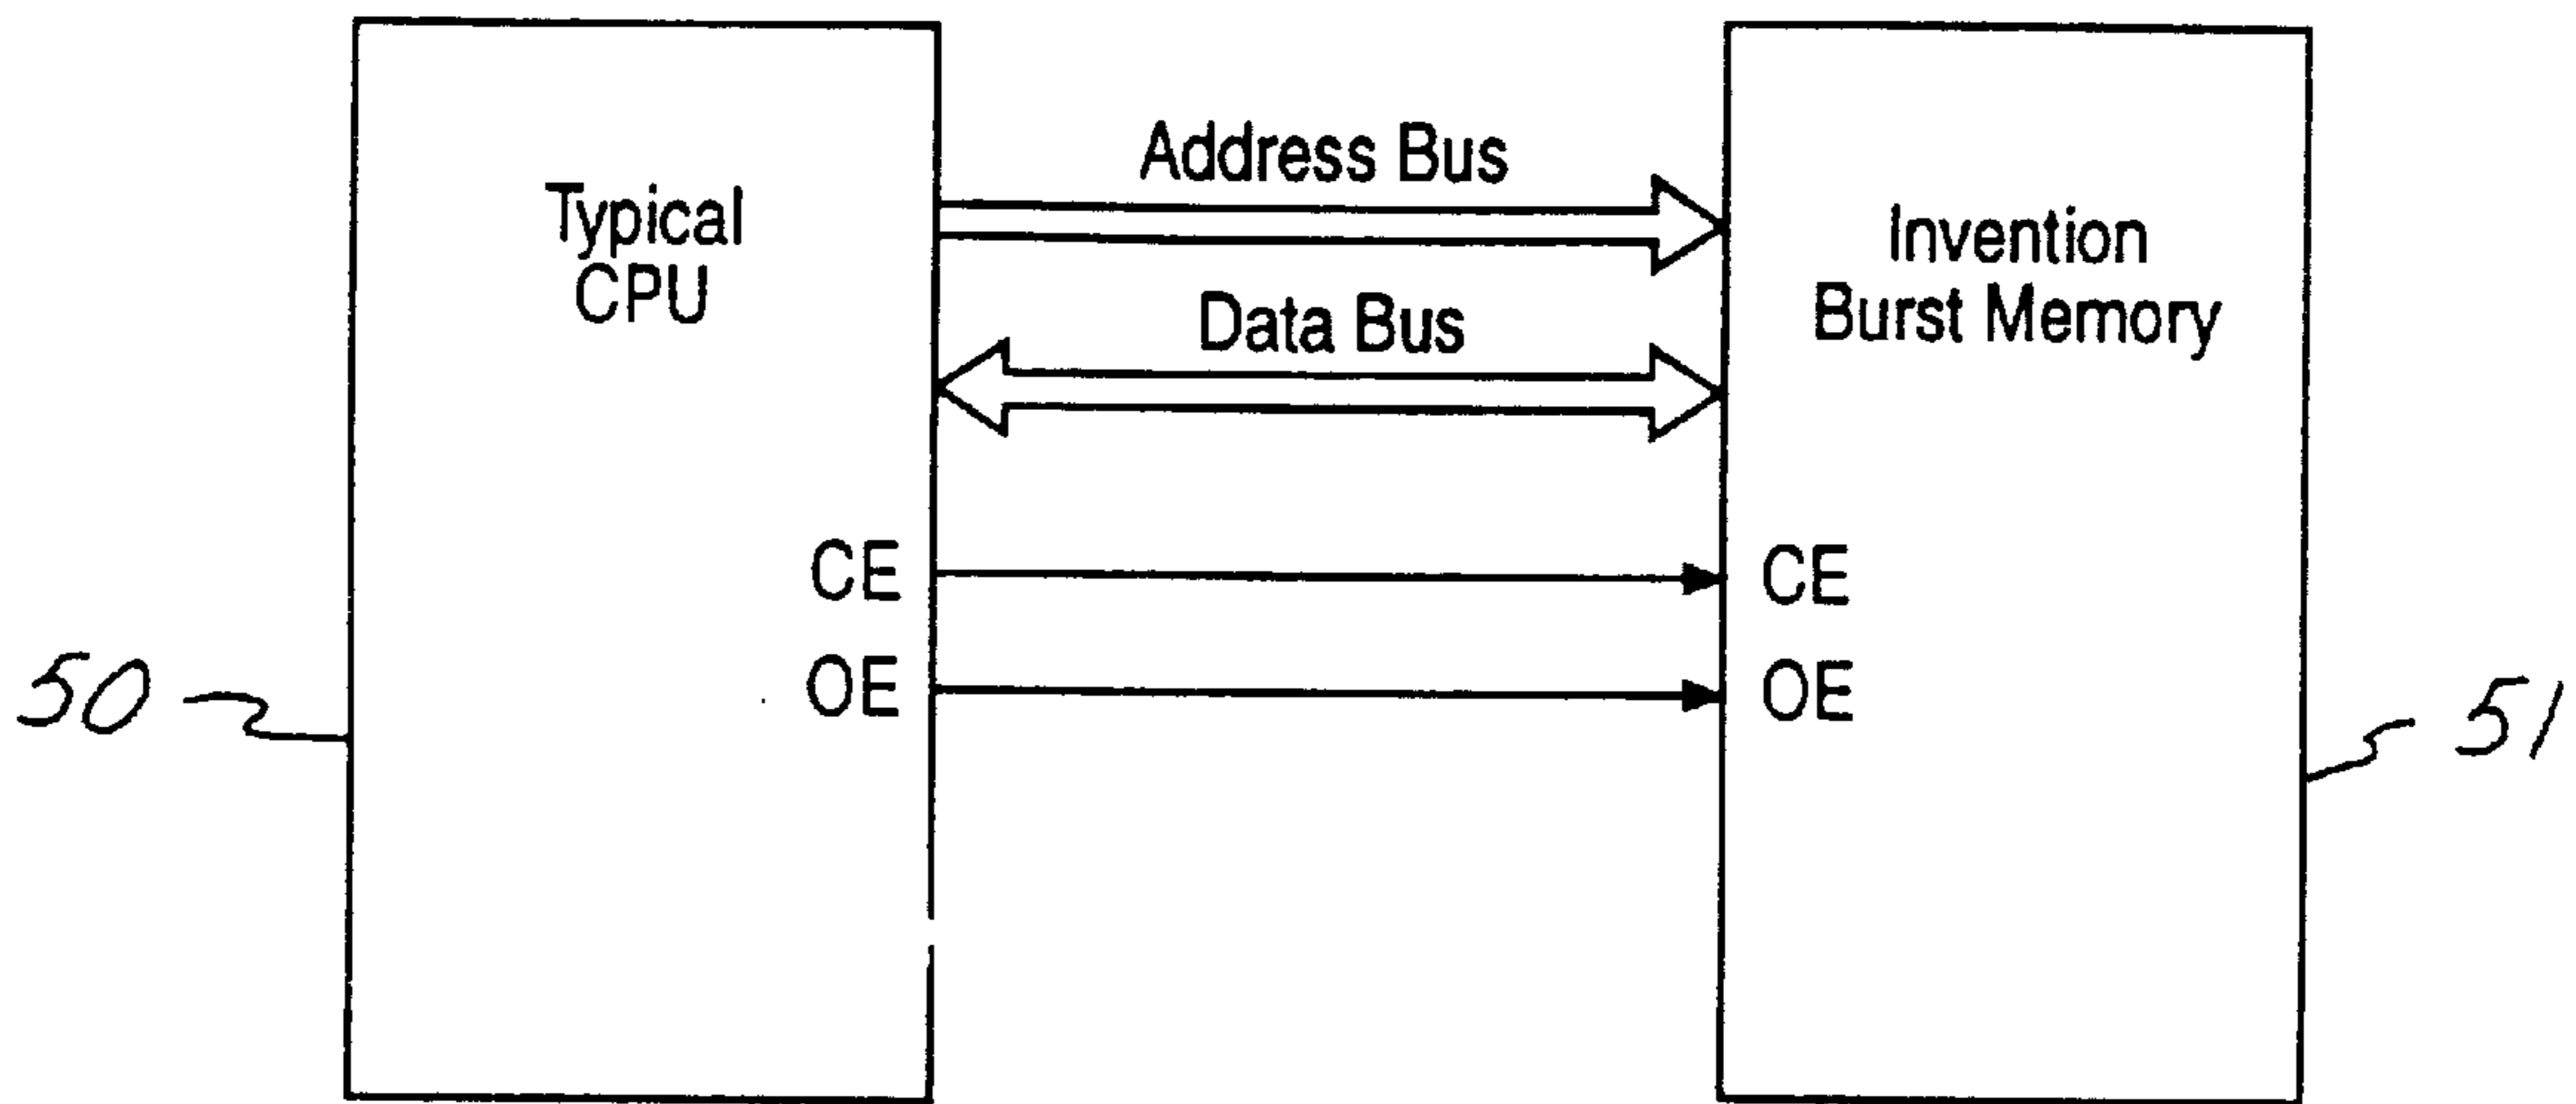 Typical
CPU
Address Bus
Data Bus
Invention
Burst Memory
CE
CE
OE
OE
50
51